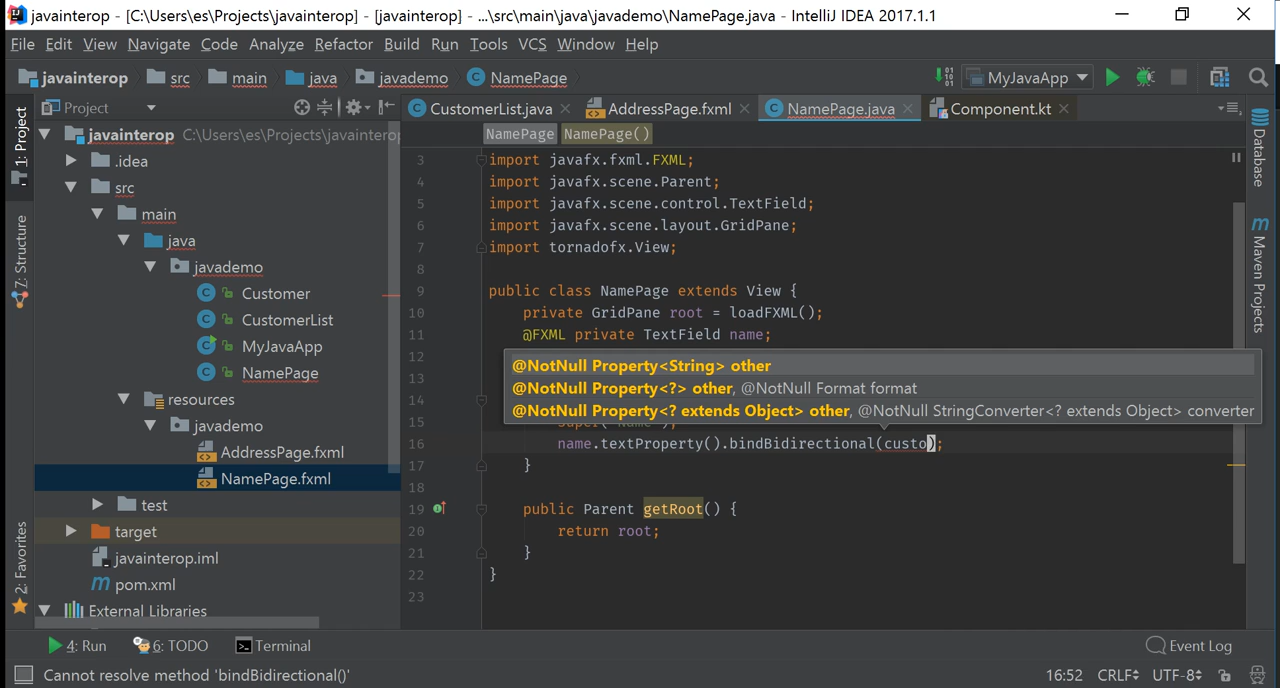 javainterop - [C:\Users\es\Projects\javainterop] - [javainterop] - ...\src\main\java\javademo\NamePage.java - IntelliJ IDEA 2017.1.1
File Edit View Navigate Code Analyze Refactor Build Run Tools VCS Window Help
javainterop src main java javademo NamePage MyJavaApp
Project
CustomerList.java AddressPage.fxml NamePage.java Component.kt
1: Project
Z: Structure
2: Favorites
javainterop C:\Users\es\Projects\javainterop
.idea
src
main
java
javademo
Customer
CustomerList
MyJavaApp
NamePage
resources
javademo
AddressPage.fxml
NamePage.fxml
test
target
javainterop.iml
pom.xml
External Libraries
NamePage NamePage()
3 import javafx.fxml.FXML;
4 import javafx.scene.Parent;
5 import javafx.scene.control.TextField;
6 import javafx.scene.layout.GridPane;
7 import tornadofx.View;
8
9 public class NamePage extends View {
10 private GridPane root = loadFXML();
11 @FXML private TextField name;
12
@NotNull Property<String> other
13
@NotNull Property<?> other, @NotNull Format format
14
@NotNull Property<? extends Object> other, @NotNull StringConverter<? extends Object> converter
15 super("Name");
16 name.textProperty().bindBidirectional(custo);
17 }
18
19 public Parent getRoot() {
20 return root;
21 }
22 }
23
Database
Maven Projects
4: Run 6: TODO Terminal Event Log
Cannot resolve method 'bindBidirectional()' 16:52 CRLF UTF-8